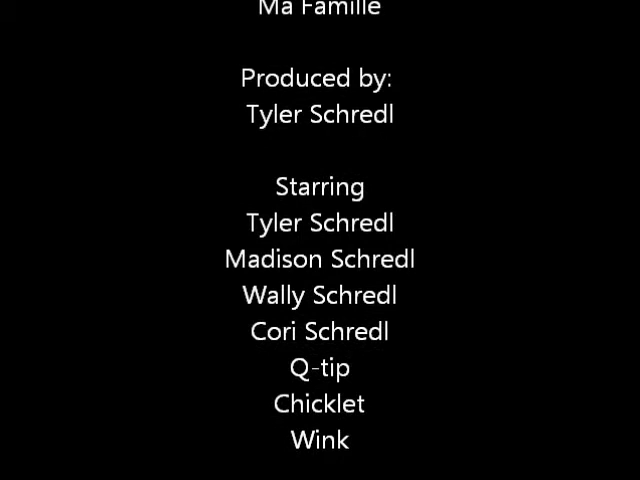 Ma Famille
Produced by:
Tyler Schredl
Starring
Tyler Schredl
Madison Schredl
Wally Schredl
Cori Schredl
Q-tip
Chicklet
Wink